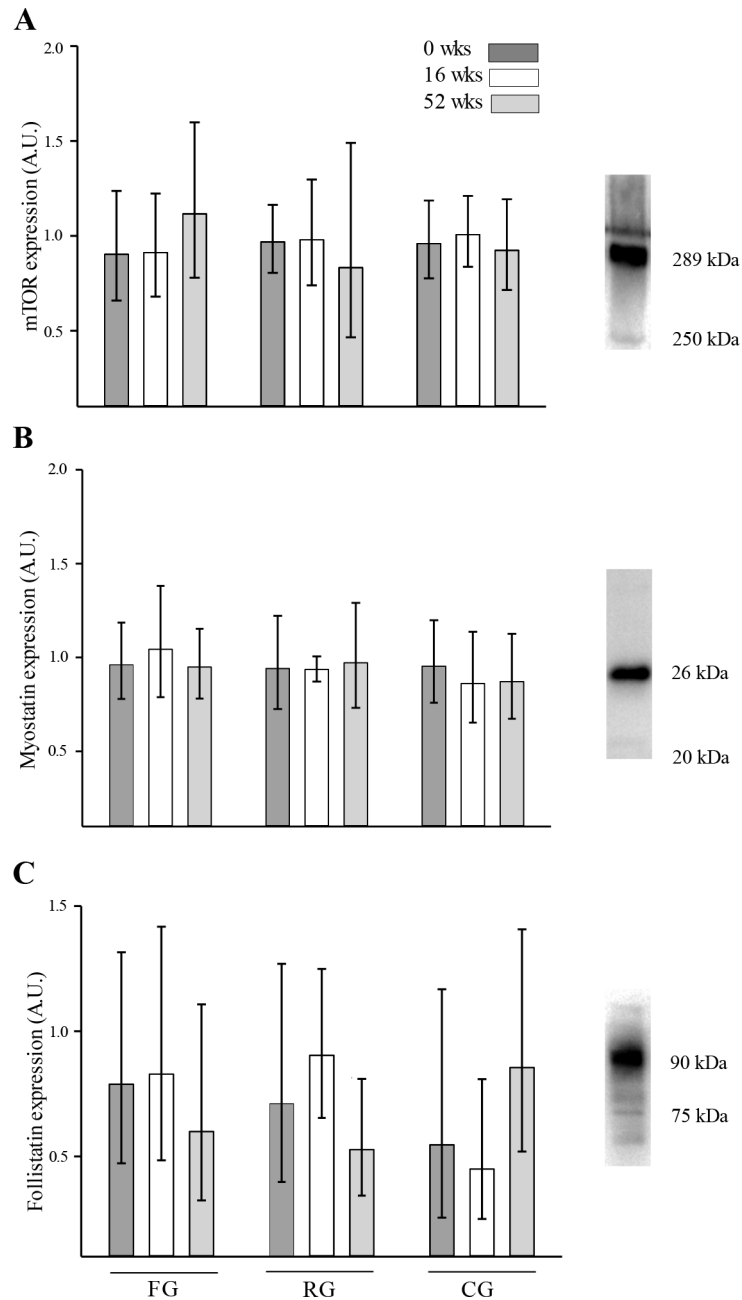 A
2.0
1.5
1.0
0.5
mTOR expression (A.U.)
0 wks
16 wks
52 wks
289 kDa
250 kDa
B
2.0
1.5
1.0
0.5
Myostatin expression (A.U.)
26 kDa
20 kDa
C
1.5
1.0
0.5
Follistatin expression (A.U.)
90 kDa
75 kDa
FG
RG
CG